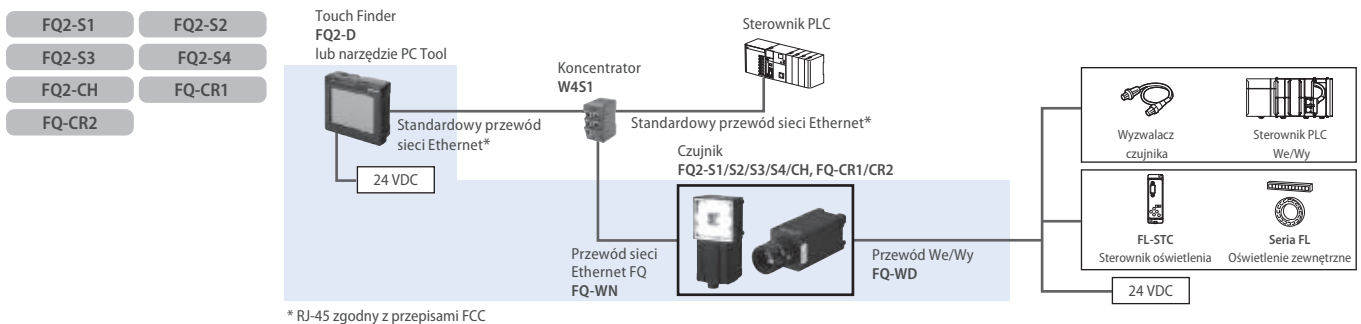 FQ2-S1
FQ2-S2
FQ2-S3
FQ2-S4
FQ2-CH
FQ-CR1
FQ-CR2
Touch Finder
FQ2-D
lub narzędzie PC Tool
Standardowy przewód
sieci Ethernet*
24 VDC
Koncentrator
W4S1
Sterownik PLC
Standardowy przewód sieci Ethernet*
Czujnik
FQ2-S1/S2/S3/S4/CH, FQ-CR1/CR2
Przewód sieci
Ethernet FQ
FQ-WN
Przewód We/Wy
FQ-WD
Wyzwalacz
czujnika
Sterownik PLC
We/Wy
FL-STC
Sterownik oświetlenia
Seria FL
Oświetlenie zewnętrzne
24 VDC
* RJ-45 zgodny z przepisami FCC